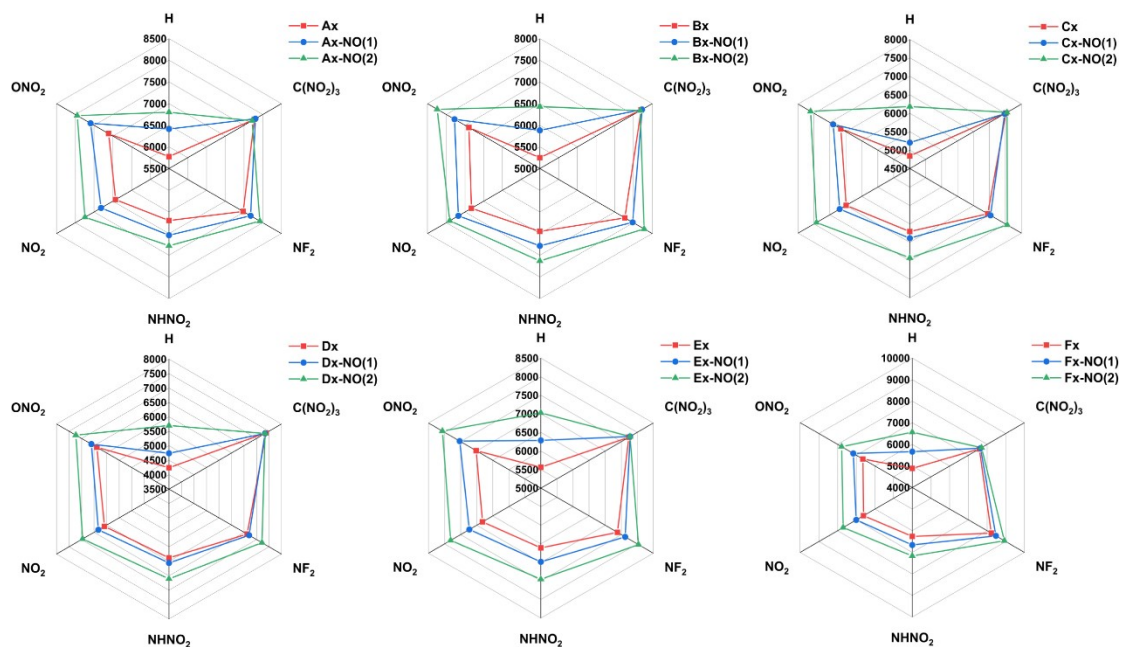 H
Ax
Ax-NO(1)
Ax-NO(2)
8500
8000
7500
7000
6500
6000
5500
ONO₂
C(NO₂)₃
NO₂
NF₂
NHNO₂
H
Bx
Bx-NO(1)
Bx-NO(2)
8000
7500
7000
6500
6000
5500
5000
ONO₂
C(NO₂)₃
NO₂
NF₂
NHNO₂
H
Cx
Cx-NO(1)
Cx-NO(2)
8000
7500
7000
6500
6000
5500
5000
4500
ONO₂
C(NO₂)₃
NO₂
NF₂
NHNO₂
H
Dx
Dx-NO(1)
Dx-NO(2)
8000
7500
7000
6500
6000
5500
5000
4500
4000
3500
ONO₂
C(NO₂)₃
NO₂
NF₂
NHNO₂
H
Ex
Ex-NO(1)
Ex-NO(2)
8500
8000
7500
7000
6500
6000
5500
5000
ONO₂
C(NO₂)₃
NO₂
NF₂
NHNO₂
H
Fx
Fx-NO(1)
Fx-NO(2)
10000
9000
8000
7000
6000
5000
4000
ONO₂
C(NO₂)₃
NO₂
NF₂
NHNO₂